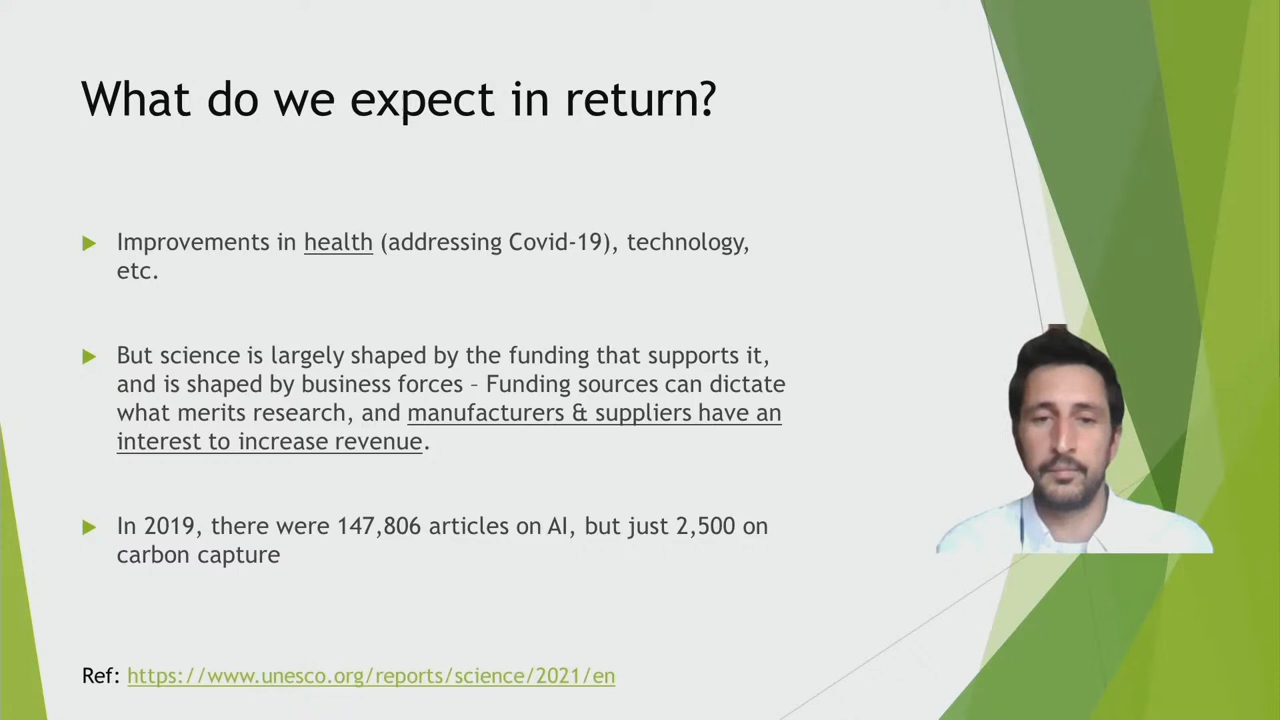 What do we expect in return?
Improvements in health (addressing Covid-19), technology,
etc.
But science is largely shaped by the funding that supports it,
and is shaped by business forces – Funding sources can dictate
what merits research, and manufacturers & suppliers have an
interest to increase revenue.
In 2019, there were 147,806 articles on AI, but just 2,500 on
carbon capture
Ref: https://www.unesco.org/reports/science/2021/en